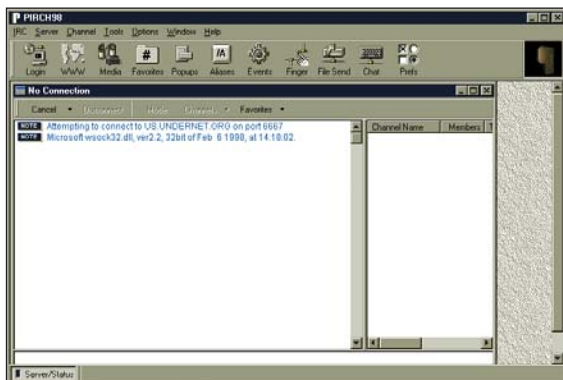 PIRCH98
IRC Server Channel Tools Options Window Help
Login WWW Media Favorites Popups Aliases Events Finger File Send Chat Prefs
No Connection
Cancel Disconnect Mode Channels Favorites
NOTE Attempting to connect to US.UNDERNET.ORG on port 6667
NOTE Microsoft wsock32.dll, ver2.2, 32bit of Feb 6 1998, at 14:18:02.
Channel Name Members T
Server/Status